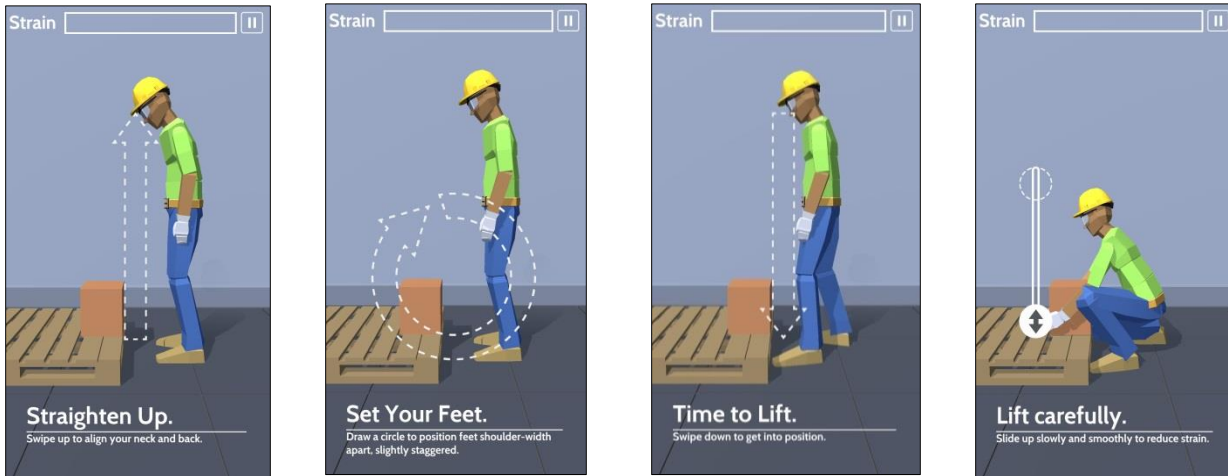 Strain
Straighten Up.
Swipe up to align your neck and back.
Strain
Set Your Feet.
Draw a circle to position feet shoulder-width
apart, slightly staggered.
Strain
Time to Lift.
Swipe down to get into position.
Strain
Lift carefully.
Slide up slowly and smoothly to reduce strain.